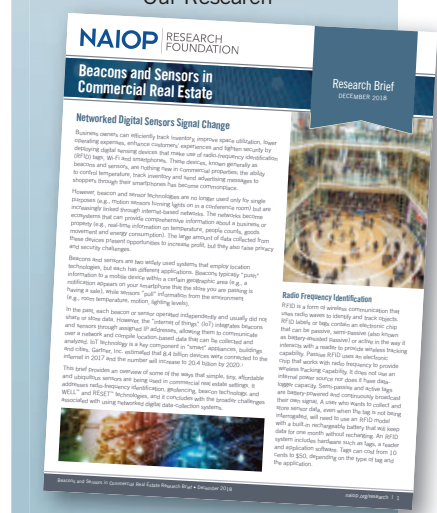 Our Research
NAIOP RESEARCH
FOUNDATION
Beacons and Sensors in
Commercial Real Estate
Research Brief
DECEMBER 2018
Networked Digital Sensors Signal Change
Business owners can efficiently track inventory, improve space utilization, lower
operating expenses, enhance customers' experiences and tighten security by
deploying digital sensing devices that make use of radio-frequency identification
(RFID) tags, Wi-Fi and smartphones. These devices, known generally as
beacons and sensors, are nothing new in commercial properties: the ability
to control temperature, track inventory and send advertising messages to
shoppers through their smartphones has become commonplace.
However, beacon and sensor technologies are no longer used only for single
purposes (e.g., motion sensors turning lights on in a conference room) but are
increasingly linked through internet-based networks. The networks become
ecosystems that can provide comprehensive information about a business or
property (e.g., real-time information on temperature, people counts, goods
movement and energy consumption). The large amount of data collected from
these devices present opportunities to increase profit, but they also raise privacy
and security challenges.
Beacons and sensors are two widely used systems that employ location
technologies, but each has different applications. Beacons typically "push"
information to a mobile device within a certain geographic area (e.g., a
notification appears on your smartphone that the store you are passing is
having a sale), while sensors "pull" information from the environment
(e.g., room temperature, motion, lighting levels).
In the past, each beacon or sensor operated independently and usually did not
share or store data. However, the "internet of things" (IoT) integrates beacons
and sensors through assigned IP addresses, allowing them to communicate
over a network and compile location-based data that can be collected and
analyzed. IoT technology is a key component in "smart" appliances, buildings
and cities. Gartner, Inc. estimated that 8.4 billion devices were connected to the
internet in 2017 and the number will increase to 20.4 billion by 2020.¹
This brief provides an overview of some of the ways that simple, tiny, affordable
and ubiquitous sensors are being used in commercial real estate settings. It
addresses radio-frequency identification, geofencing, beacon technology, and
WELL™ and RESET™ technologies, and it concludes with the broader challenges
associated with using networked digital data-collection systems.
Radio Frequency Identification
RFID is a form of wireless communication that
uses radio waves to identify and track objects.
RFID labels or tags contain an electronic chip
that can be passive, semi-passive (also known
as battery-assisted passive) or active in the way it
interacts with a reader to provide wireless tracking
capability. Passive RFID uses an electronic
chip that works with radio frequency to provide
wireless tracking capability. It does not use an
internal power source nor does it have data-
logger capacity. Semi-passive and active tags
are battery-powered and continuously broadcast
their own signal. A user who wants to collect and
store sensor data, even when the tag is not being
interrogated, will need to use an RFID model
with a built-in rechargeable battery that will keep
data for one month without recharging. An RFID
system includes hardware such as tags, a reader
and application software. Tags can cost from 10
cents to $50, depending on the type of tag and
the application.
Beacons and Sensors in Commercial Real Estate Research Brief • December 2018
naiop.org/research | 1